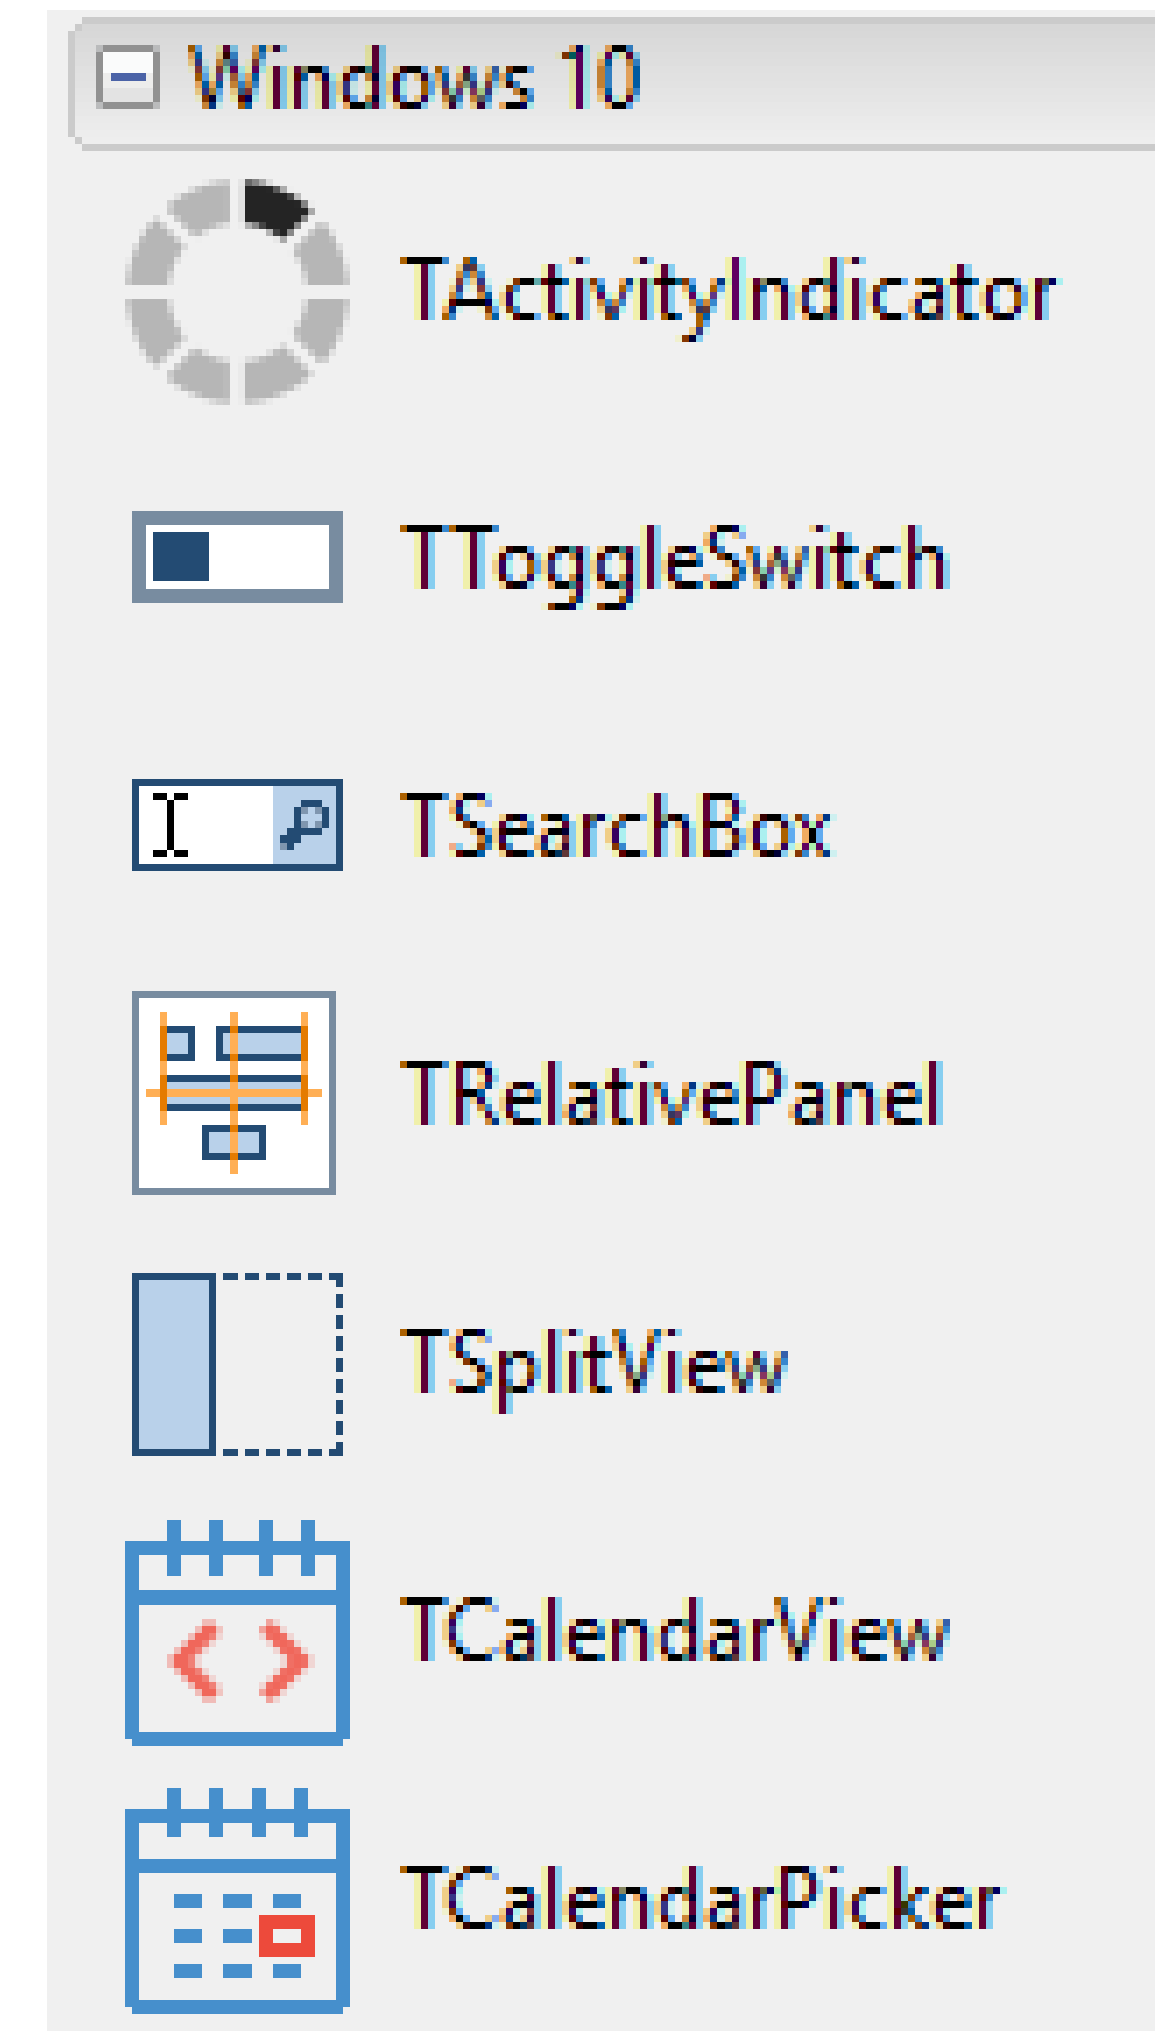 Windows 10
TActivityIndicator
TToggleSwitch
TSearchBox
TRelativePanel
TSplitView
TCalendarView
TCalendarPicker